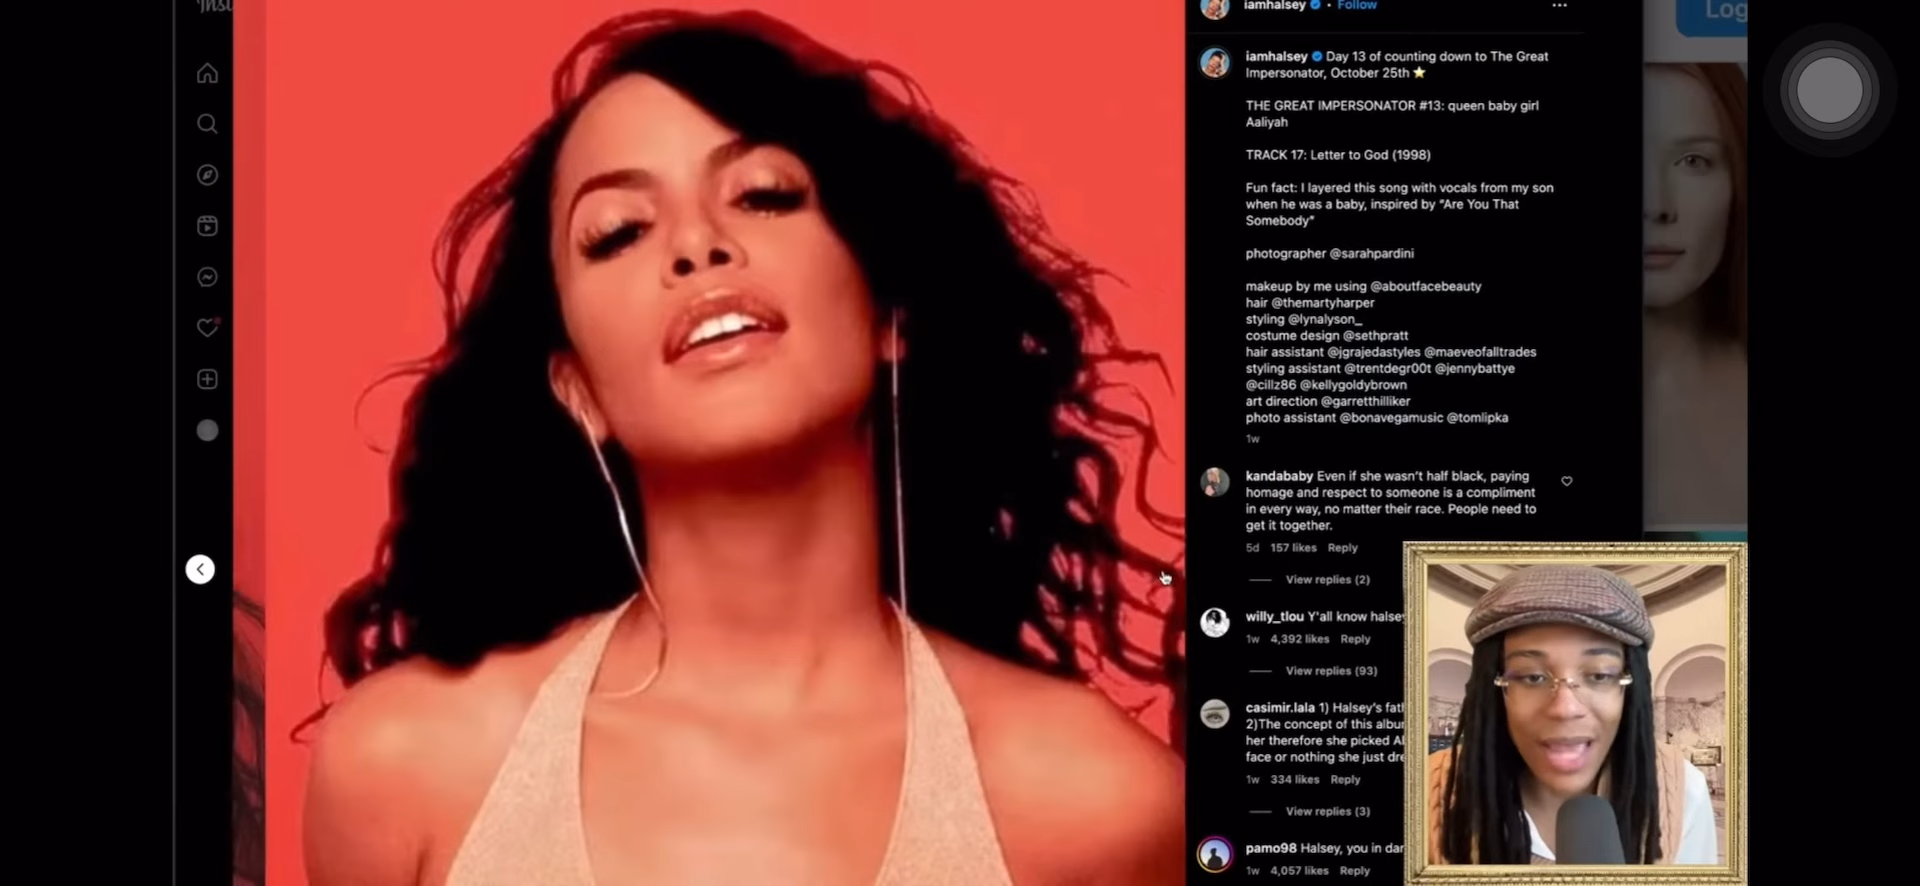 iamhalsey • Follow
iamhalsey Day 13 of counting down to The Great
Impersonator, October 25th ⭐
THE GREAT IMPERSONATOR #13: queen baby girl
Aaliyah
TRACK 17: Letter to God (1998)
Fun fact: I layered this song with vocals from my son
when he was a baby, inspired by "Are You That
Somebody"
photographer @sarahpardini
makeup by me using @aboutfacebeauty
hair @themartyharper
styling @lynalyson_
costume design @sethpratt
hair assistant @jgrajedastyles @maeveofalltrades
styling assistant @trentdegr00t @jennybattye
@cillz86 @kellygoldybrown
art direction @garretthilliker
photo assistant @bonavegamusic @tomlipka
1w
kandababy Even if she wasn't half black, paying
homage and respect to someone is a compliment
in every way, no matter their race. People need to
get it together.
5d 157 likes Reply
View replies (2)
willy_tlou Y'all know halsey
1w 4,392 likes Reply
View replies (93)
casimir.lala 1) Halsey's fat
2)The concept of this albu
her therefore she picked A
face or nothing she just dre
1w 334 likes Reply
View replies (3)
pamo98 Halsey, you in dan
1w 4,057 likes Reply
Log